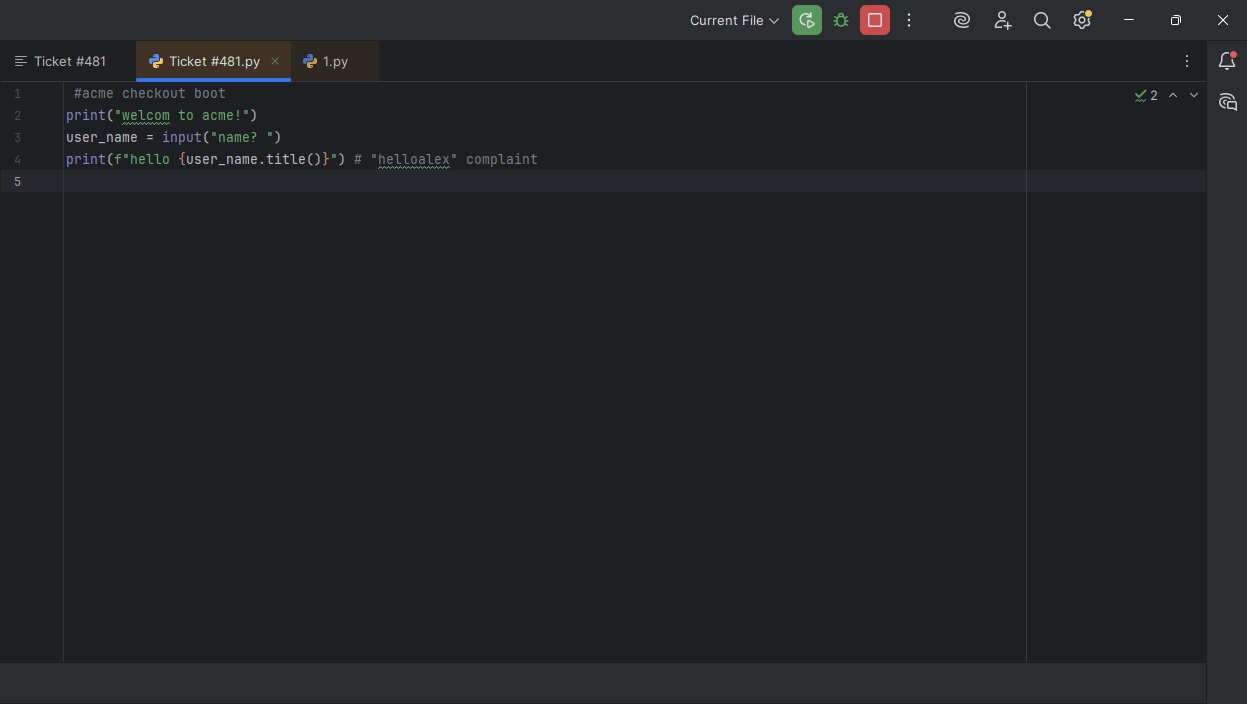 Current File
Ticket #481
Ticket #481.py
1.py
1 #acme checkout boot
2 print("welcom to acme!")
3 user_name = input("name? ")
4 print(f"hello {user_name.title()}") # "helloalex" complaint
5
2